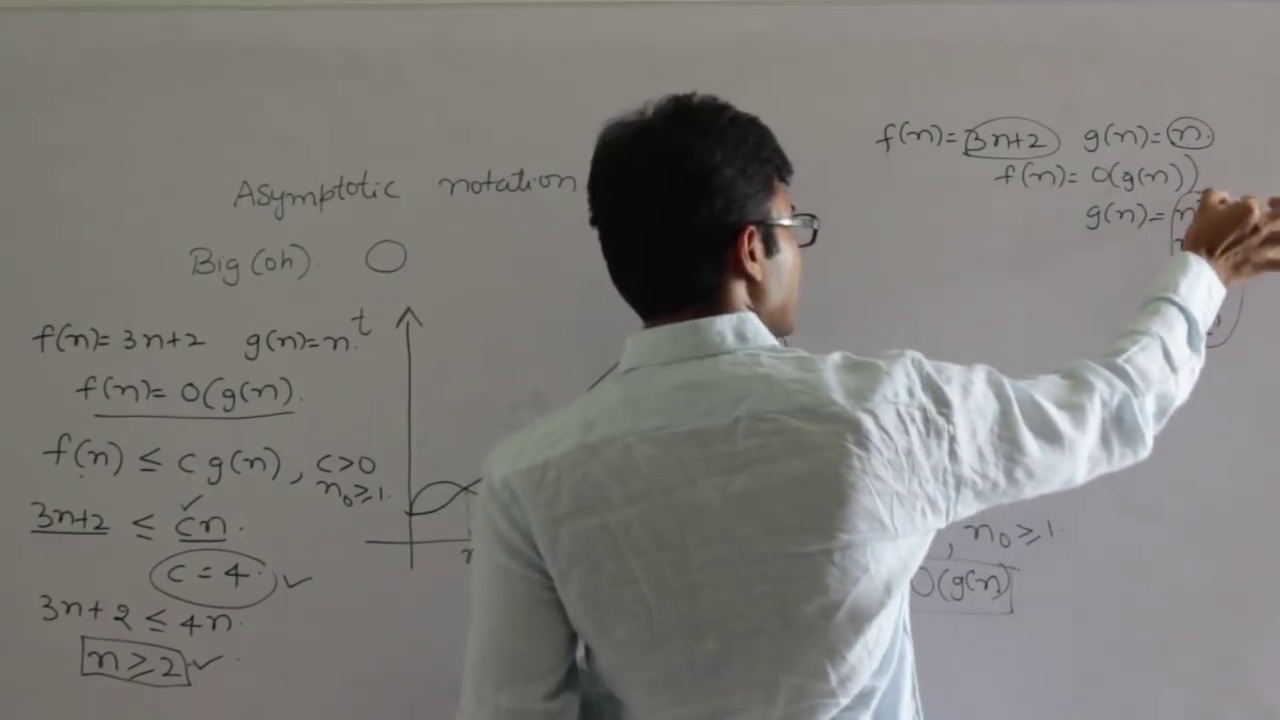 Asymptotic notation
Big(oh). O
f(n)= 3n+2 g(n)=n.
f(n)= O(g(n).
f(n) ≤ c g(n), c>0
n₀≥1.
3n+2 ≤ cn.
c=4.
3n+2 ≤ 4n.
n≥2
t
f(n)= 3n+2 g(n)= n.
f(n)= O(g(n))
g(n)=
, n₀≥1.
O(g(n)